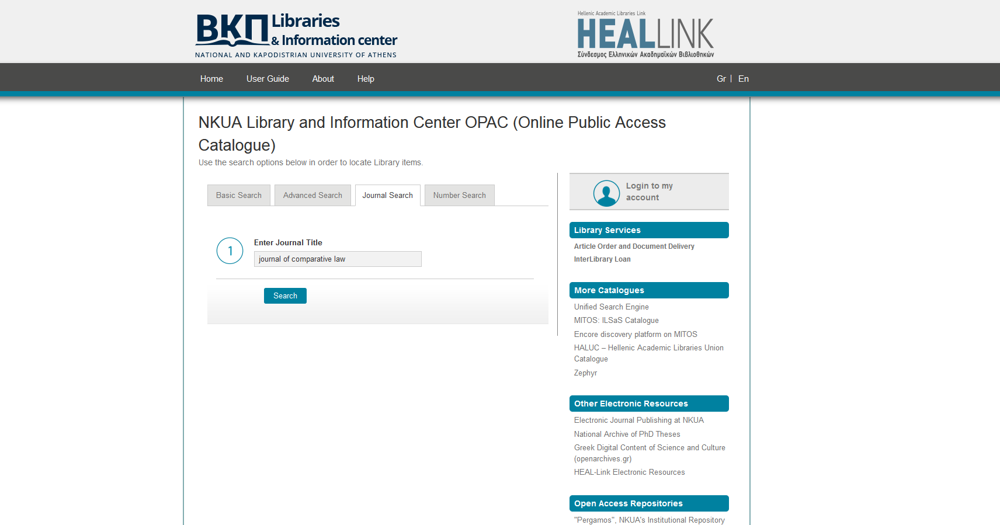 ΒΚΠ Libraries
& Information center
NATIONAL AND KAPODISTRIAN UNIVERSITY OF ATHENS
Hellenic Academic Libraries Link
HEALLINK
Σύνδεσμος Ελληνικών Ακαδημαϊκών Βιβλιοθηκών
Home User Guide About Help Gr | En
NKUA Library and Information Center OPAC (Online Public Access
Catalogue)
Use the search options below in order to locate Library items.
Basic Search Advanced Search Journal Search Number Search
1 Enter Journal Title
journal of comparative law
Search
Login to my
account
Library Services
Article Order and Document Delivery
InterLibrary Loan
More Catalogues
Unified Search Engine
MITOS: ILSaS Catalogue
Encore discovery platform on MITOS
HALUC – Hellenic Academic Libraries Union
Catalogue
Zephyr
Other Electronic Resources
Electronic Journal Publishing at NKUA
National Archive of PhD Theses
Greek Digital Content of Science and Culture
(openarchives.gr)
HEAL-Link Electronic Resources
Open Access Repositories
"Pergamos", NKUA's Institutional Repository